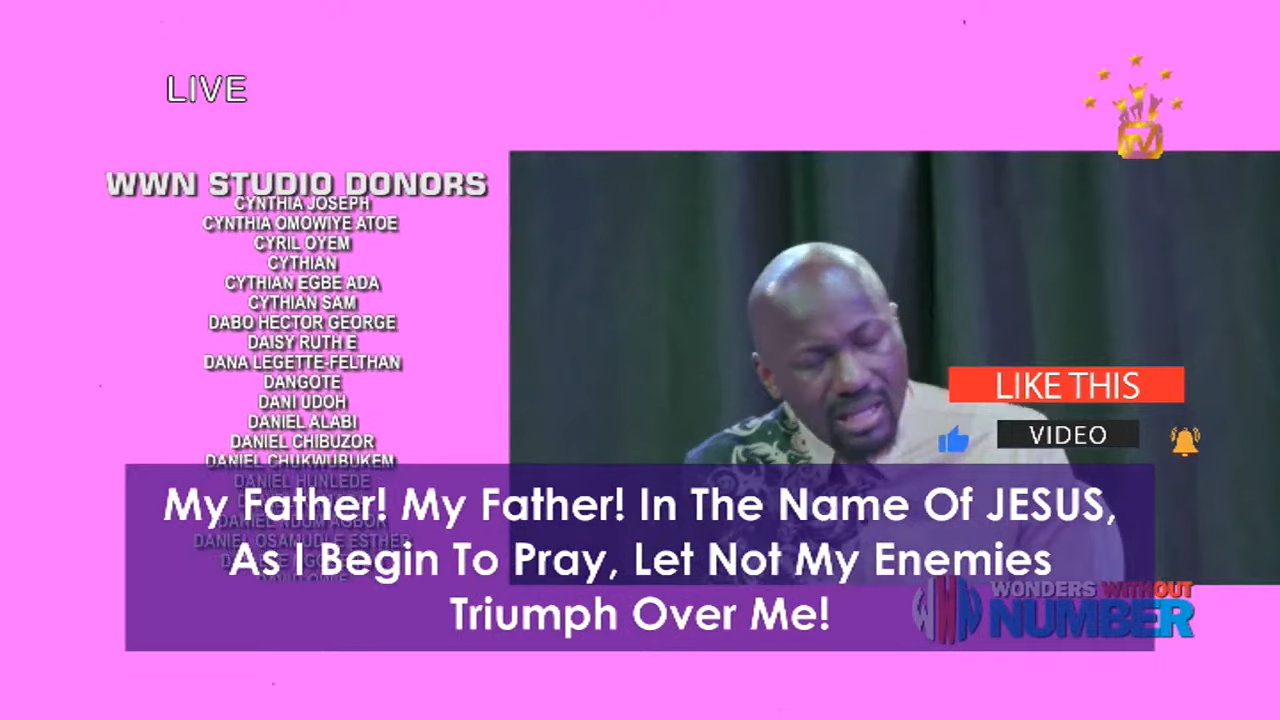 LIVE
TV
WWN STUDIO DONORS
CYNTHIA JOSEPH
CYNTHIA OMOWIYE ATOE
CYRIL OYEM
CYTHIAN
CYTHIAN EGBE ADA
CYTHIAN SAM
DABO HECTOR GEORGE
DAISY RUTH E
DANA LEGETTE-FELTHAN
DANGOTE
DANI UDOH
DANIEL ALABI
DANIEL CHIBUZOR
DANIEL CHUKWUBUKEM
DANIEL HUNLEDE
DANIEL NDUM AGBOR
DANIEL OSAMUDLE ESTHER
LIKE THIS
VIDEO
My Father! My Father! In The Name Of JESUS,
As I Begin To Pray, Let Not My Enemies
Triumph Over Me!
WWN
WONDERS WITHOUT
NUMBER